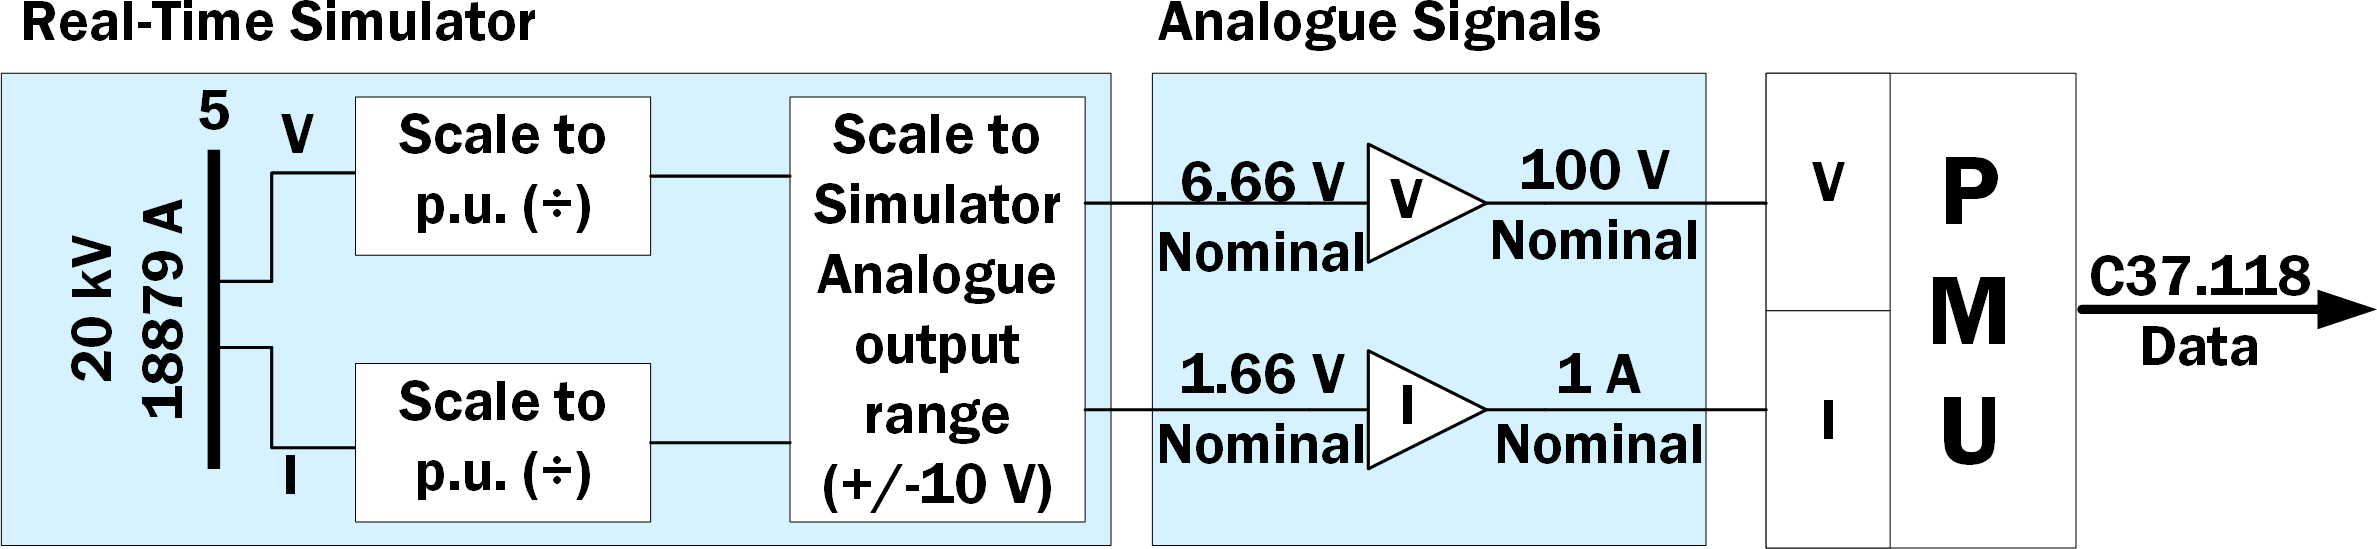 Real-Time Simulator
Analogue Signals
5
V
20 kV
18879 A
I
Scale to
p.u. (÷)
Scale to
p.u. (÷)
Scale to
Simulator
Analogue
output
range
(+/-10 V)
6.66 V
Nominal
V
100 V
Nominal
1.66 V
Nominal
I
1 A
Nominal
V
I
P
M
U
C37.118
Data